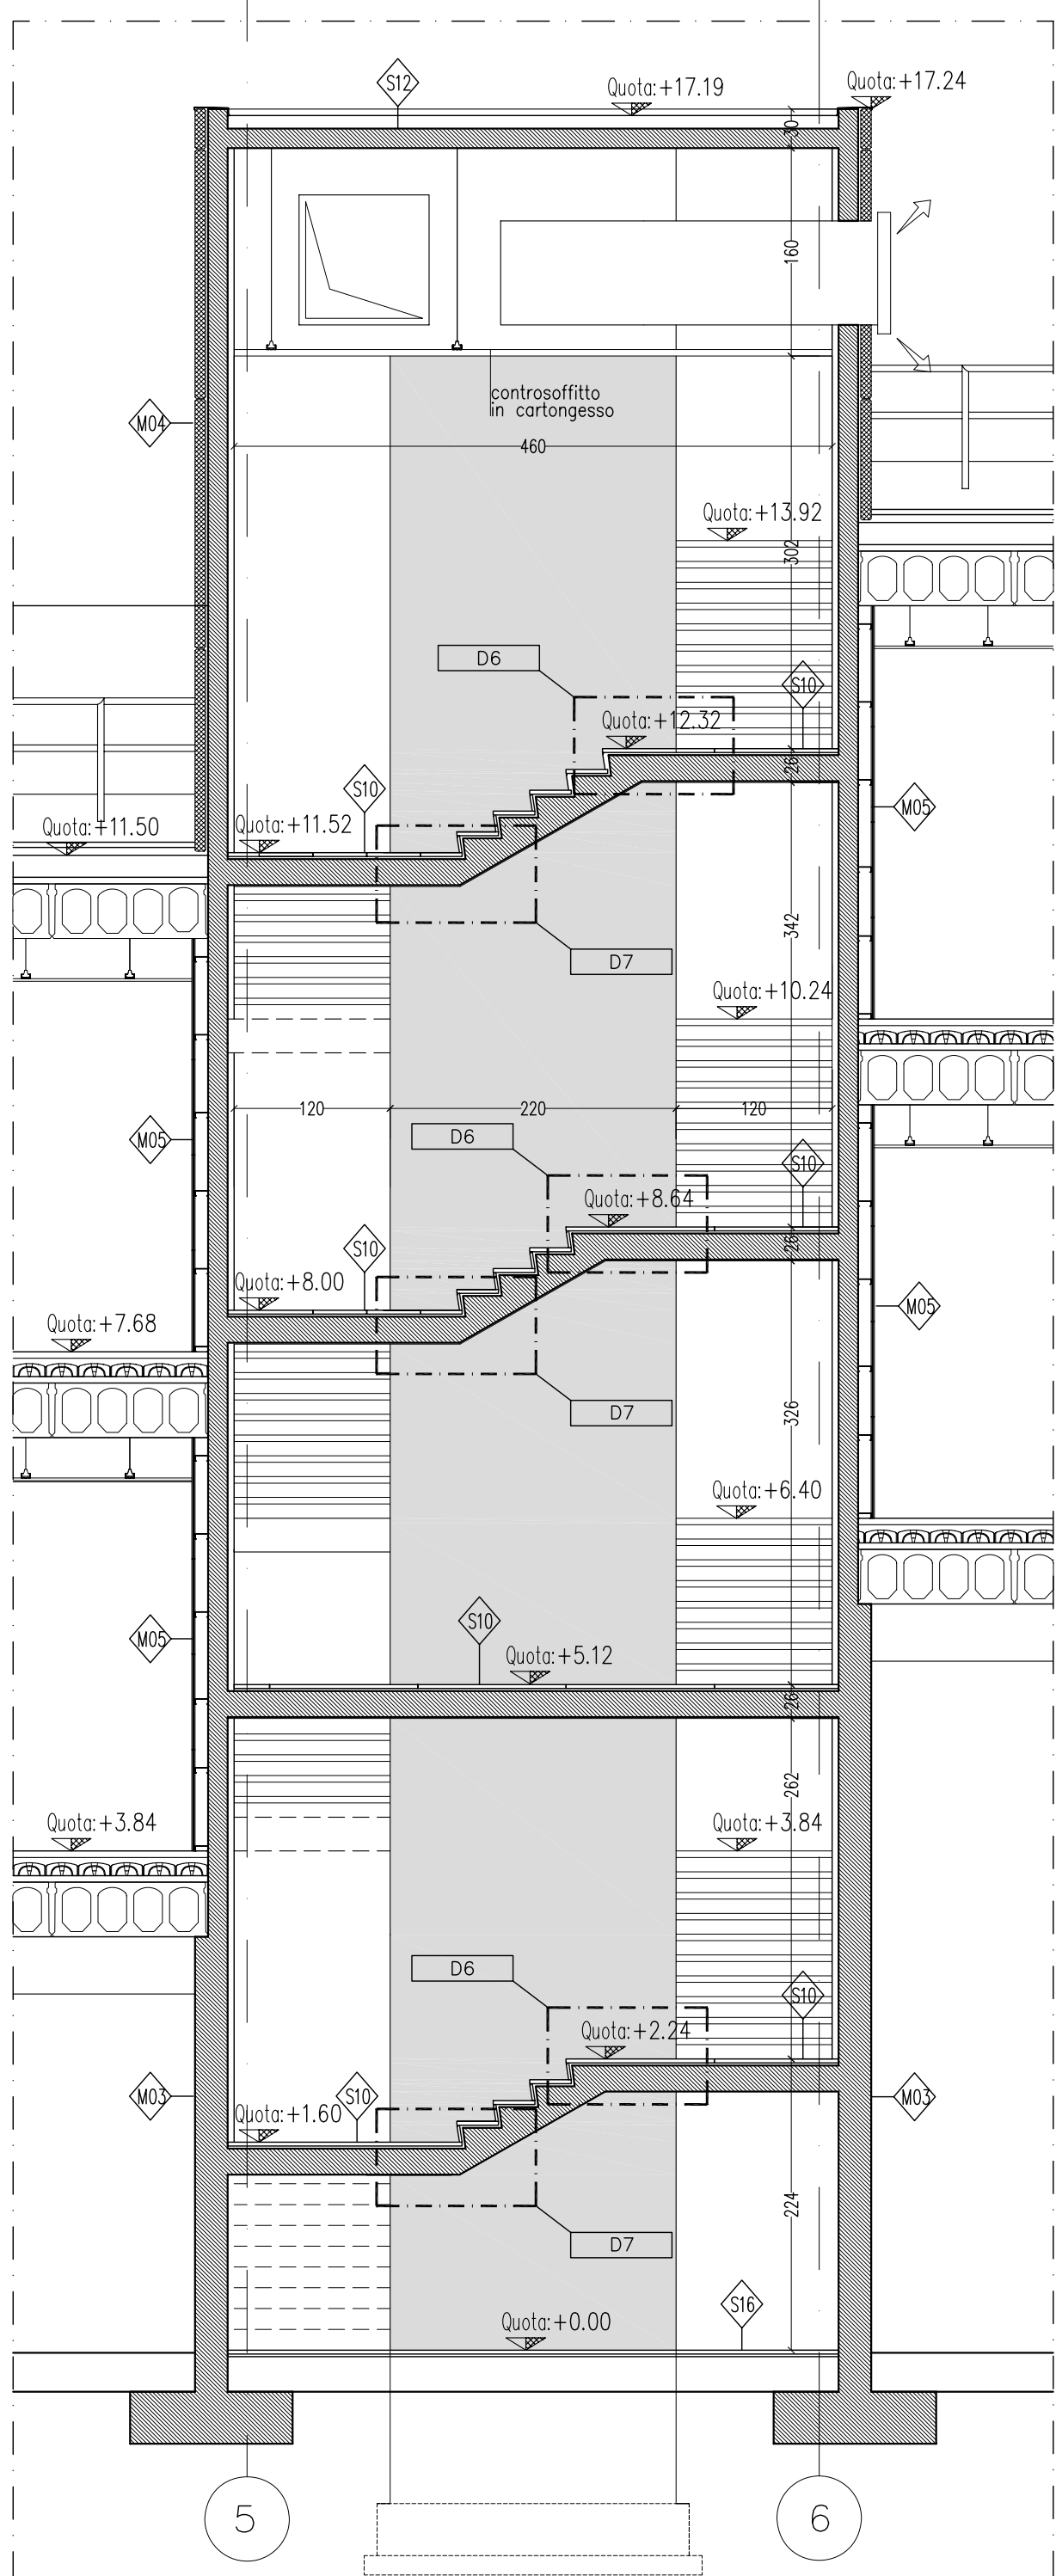 S12
Quota:+17.19
Quota:+17.24
30
160
controsoffitto
in cartongesso
M04
460
Quota:+13.92
302
D6
S10
Quota:+12.32
26
S10
Quota:+11.50
Quota:+11.52
M05
342
D7
Quota:+10.24
120
220
120
M05
D6
S10
Quota:+8.64
S10
26
Quota:+8.00
M05
Quota:+7.68
D7
326
Quota:+6.40
S10
M05
Quota:+5.12
26
262
Quota:+3.84
Quota:+3.84
D6
S10
Quota:+2.24
M03
S10
M03
Quota:+1.60
224
D7
S16
Quota:+0.00
5
6